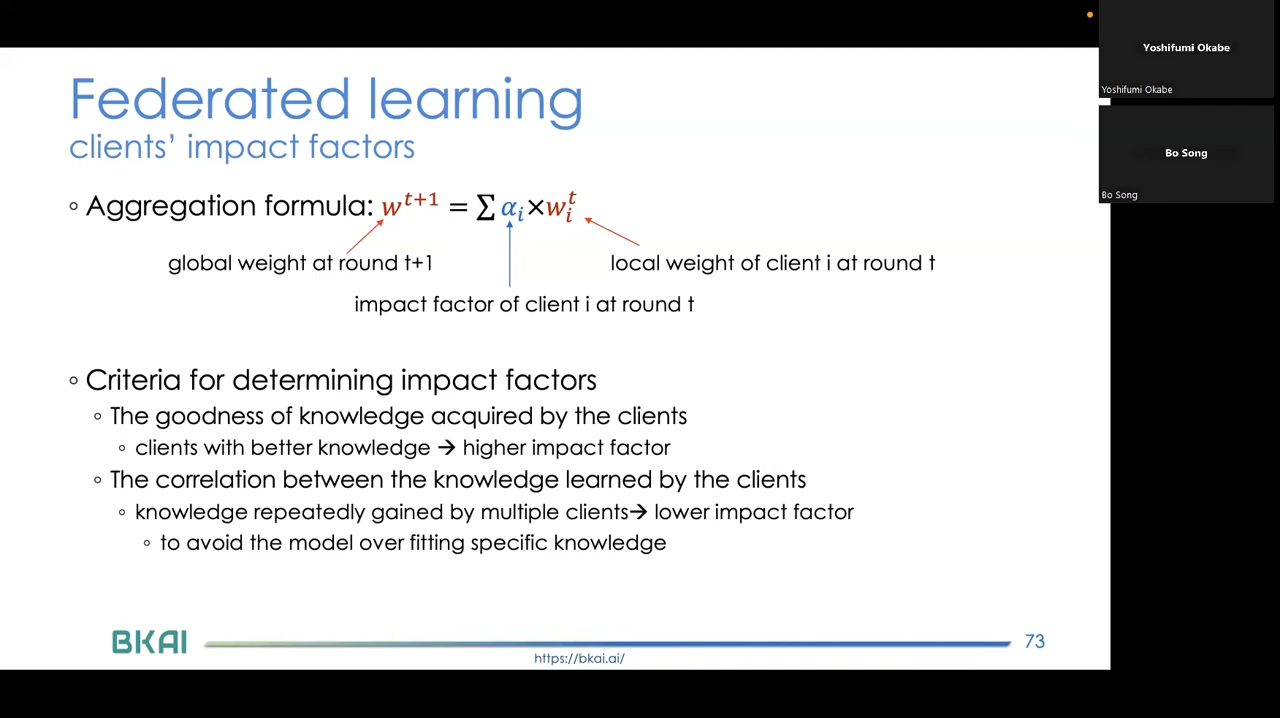 Federated learning
clients’ impact factors
◦ Aggregation formula: w^{t+1} = ∑ α_i × w_i^t
global weight at round t+1
local weight of client i at round t
impact factor of client i at round t
◦ Criteria for determining impact factors
◦ The goodness of knowledge acquired by the clients
◦ clients with better knowledge → higher impact factor
◦ The correlation between the knowledge learned by the clients
◦ knowledge repeatedly gained by multiple clients→ lower impact factor
◦ to avoid the model over fitting specific knowledge
BKAI
73
https://bkai.ai/
Yoshifumi Okabe
Yoshifumi Okabe
Bo Song
Bo Song